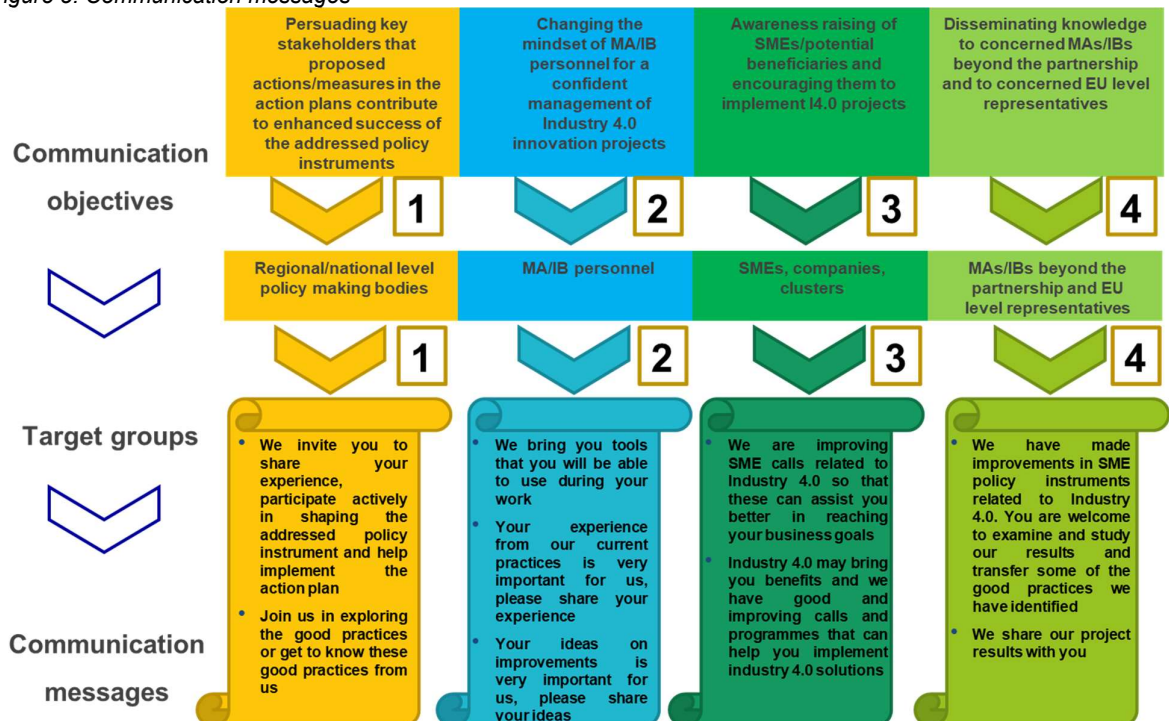 Figure 3: Communication messages
Communication
objectives
Persuading key
stakeholders that
proposed
actions/measures in the
action plans contribute
to enhanced success of
the addressed policy
instruments
Changing the
mindset of MA/IB
personnel for a
confident
management of
Industry 4.0
innovation projects
Awareness raising of
SMEs/potential
beneficiaries and
encouraging them to
implement I4.0 projects
Disseminating knowledge
to concerned MAs/IBs
beyond the partnership
and to concerned EU level
representatives
1
2
3
4
Target groups
Regional/national level
policy making bodies
MA/IB personnel
SMEs, companies,
clusters
MAs/IBs beyond the
partnership and EU
level representatives
1
2
3
4
Communication
messages
• We invite you to
share your
experience,
participate actively
in shaping the
addressed policy
instrument and help
implement the
action plan
• Join us in exploring
the good practices
or get to know these
good practices from
us
• We bring you tools
that you will be able
to use during your
work
• Your experience
from our current
practices is very
important for us,
please share your
experience
• Your ideas on
improvements is
very important for
us, please share
your ideas
• We are improving
SME calls related to
Industry 4.0 so that
these can assist you
better in reaching
your business goals
• Industry 4.0 may bring
you benefits and we
have good and
improving calls and
programmes that can
help you implement
industry 4.0 solutions
• We have made
improvements in SME
policy instruments
related to Industry
4.0. You are welcome
to examine and study
our results and
transfer some of the
good practices we
have identified
• We share our project
results with you